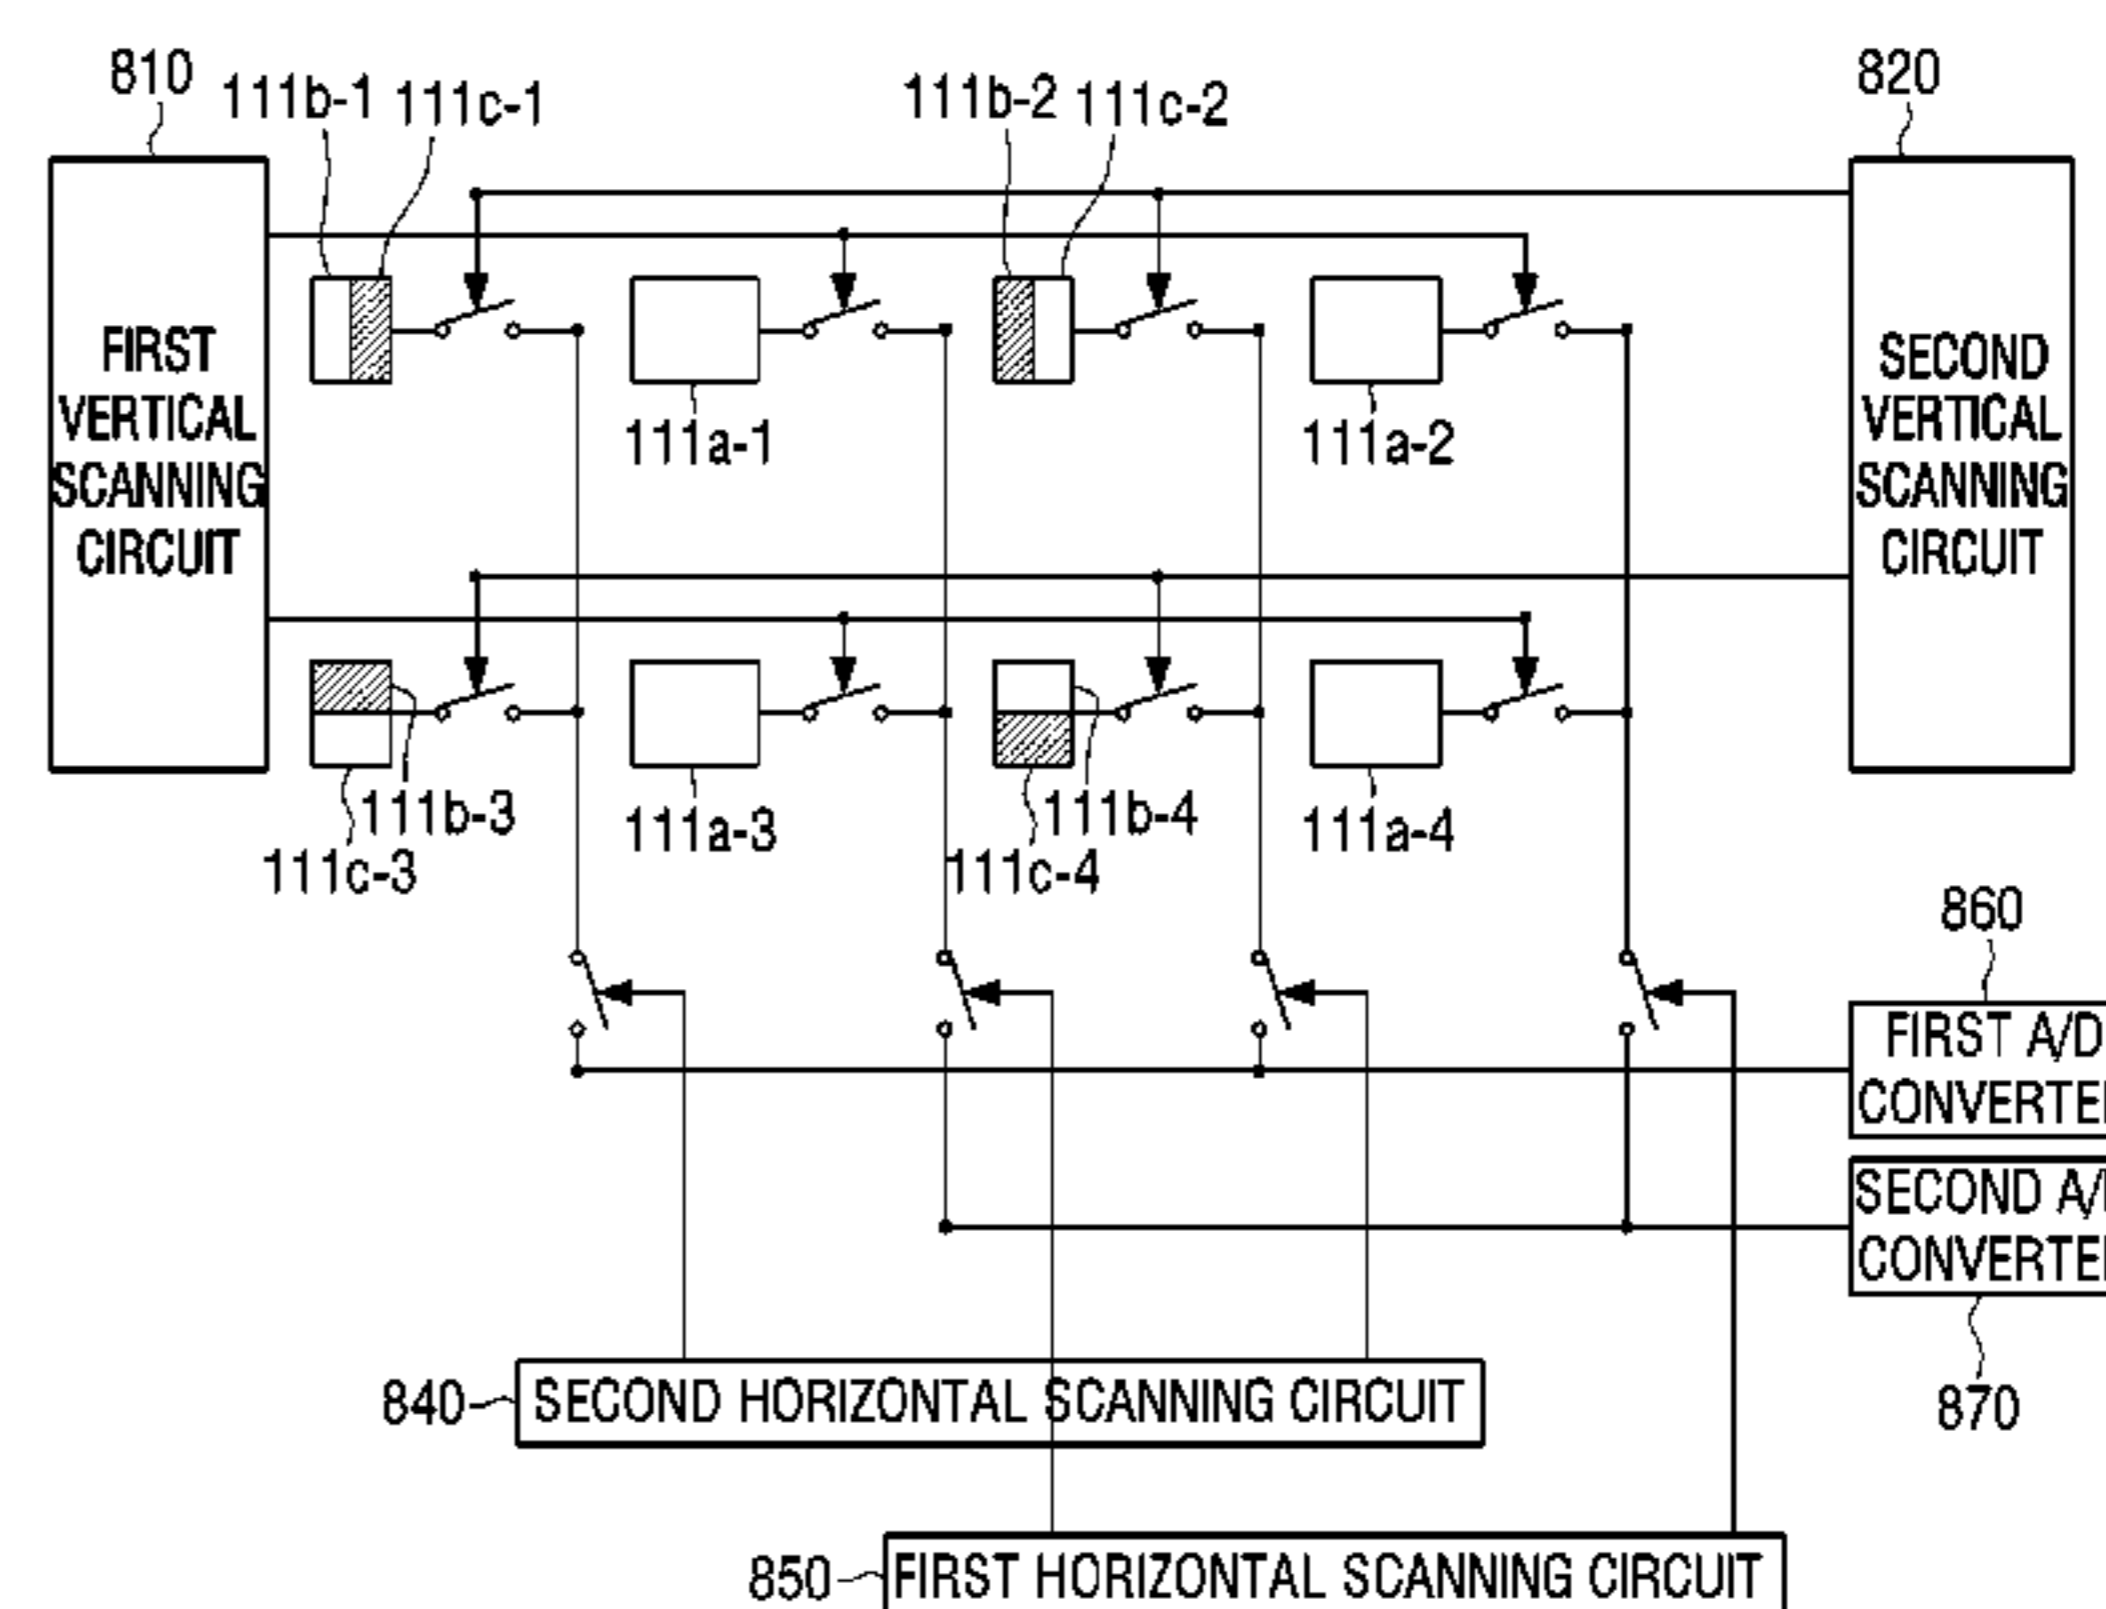 810
111b-1 111c-1
111b-2 111c-2
820
FIRST
VERTICAL
SCANNING
CIRCUIT
111a-1
111a-2
SECOND
VERTICAL
SCANNING
CIRCUIT
111b-3
111c-3
111a-3
111b-4
111c-4
111a-4
860
FIRST A/D
CONVERTE
SECOND A/
CONVERTE
870
840
SECOND HORIZONTAL SCANNING CIRCUIT
850
FIRST HORIZONTAL SCANNING CIRCUIT